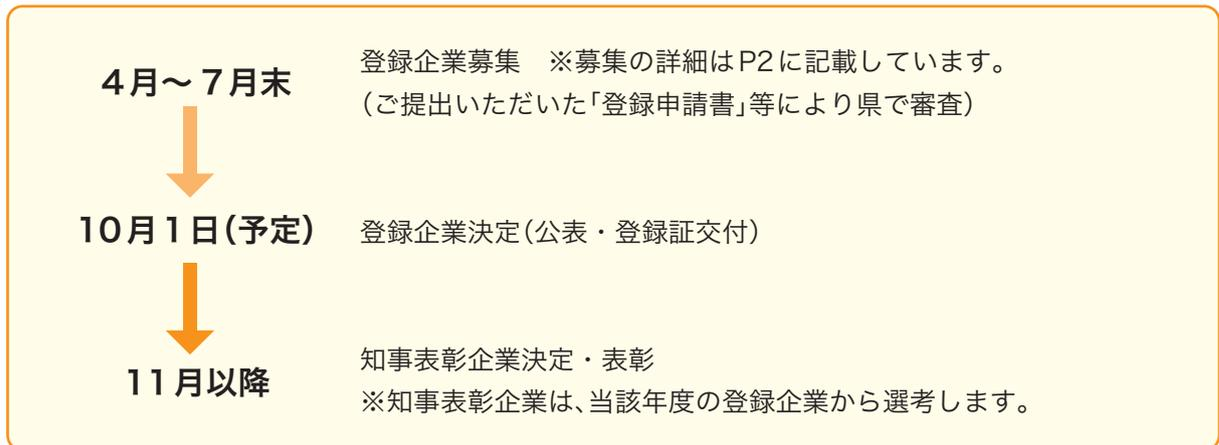 4月〜7月末
登録企業募集　※募集の詳細はP2に記載しています。
（ご提出いただいた「登録申請書」等により県で審査）
10月1日（予定）
登録企業決定（公表・登録証交付）
11月以降
知事表彰企業決定・表彰
※知事表彰企業は、当該年度の登録企業から選考します。